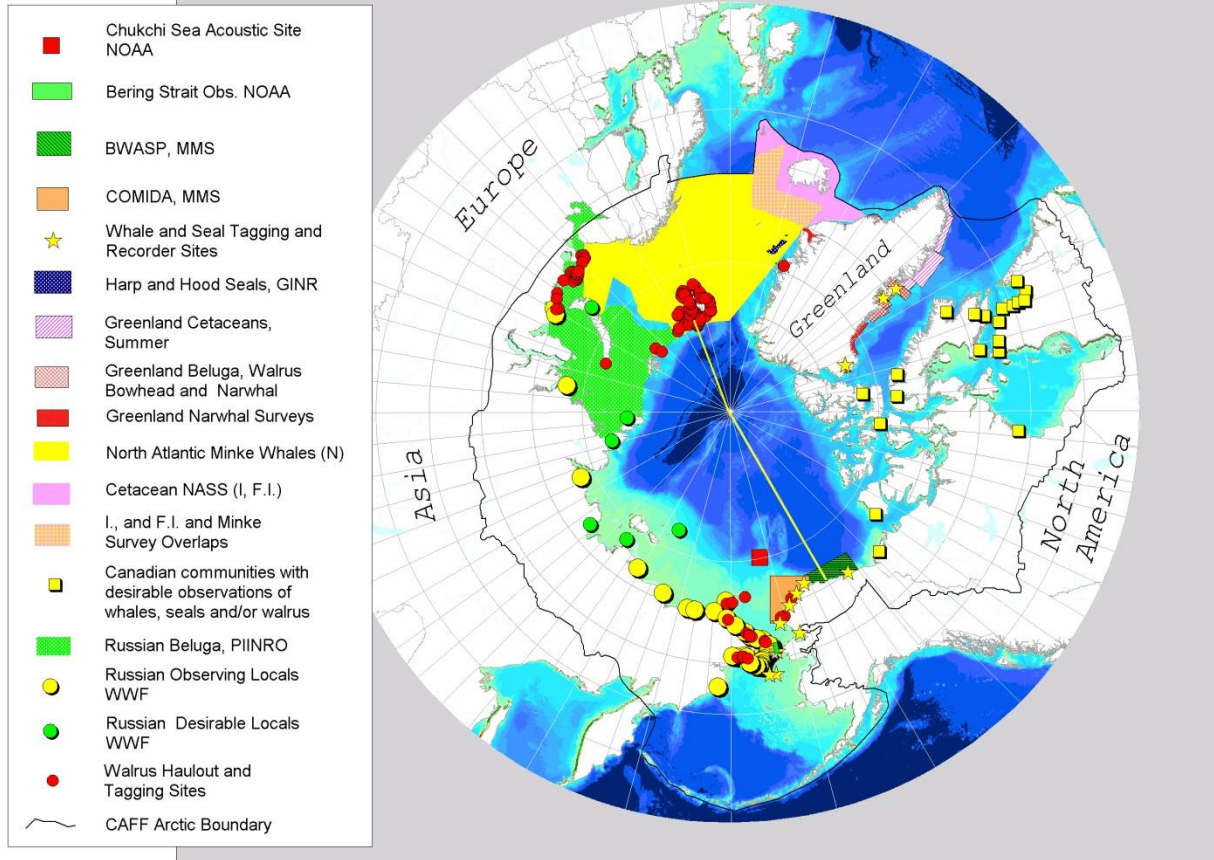 Chukchi Sea Acoustic Site
NOAA
Bering Strait Obs. NOAA
BWASP, MMS
COMIDA, MMS
Whale and Seal Tagging and
Recorder Sites
Harp and Hood Seals, GINR
Greenland Cetaceans,
Summer
Greenland Beluga, Walrus
Bowhead and Narwhal
Greenland Narwhal Surveys
North Atlantic Minke Whales (N)
Cetacean NASS (I, F.I.)
I., and F.I. and Minke
Survey Overlaps
Canadian communities with
desirable observations of
whales, seals and/or walrus
Russian Beluga, PIINRO
Russian Observing Locals
WWF
Russian Desirable Locals
WWF
Walrus Haulout and
Tagging Sites
CAFF Arctic Boundary
Europe
Asia
Greenland
North
America